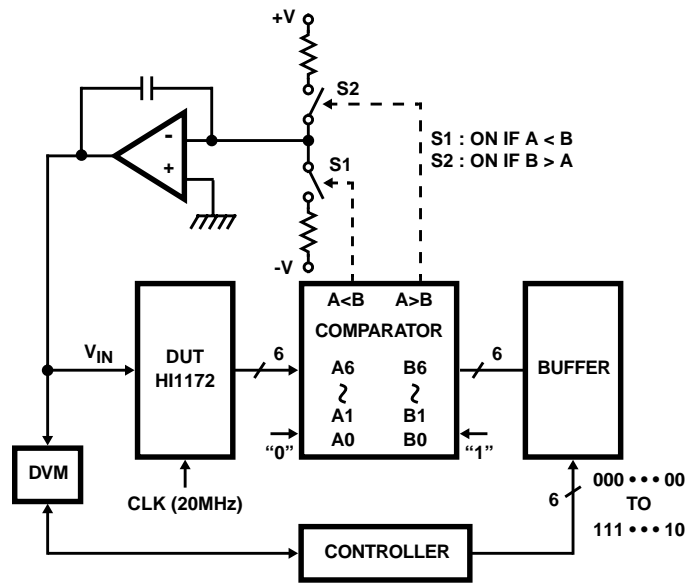 +V
S2
-
+
S1
S1 : ON IF A < B
S2 : ON IF B > A
-V
A<B A>B
COMPARATOR
VIN
DUT
HI1172
6
A6 B6
A1 B1
A0 B0
6
BUFFER
“0”
“1”
DVM
CLK (20MHz)
6
000 • • • 00
TO
111 • • • 10
CONTROLLER